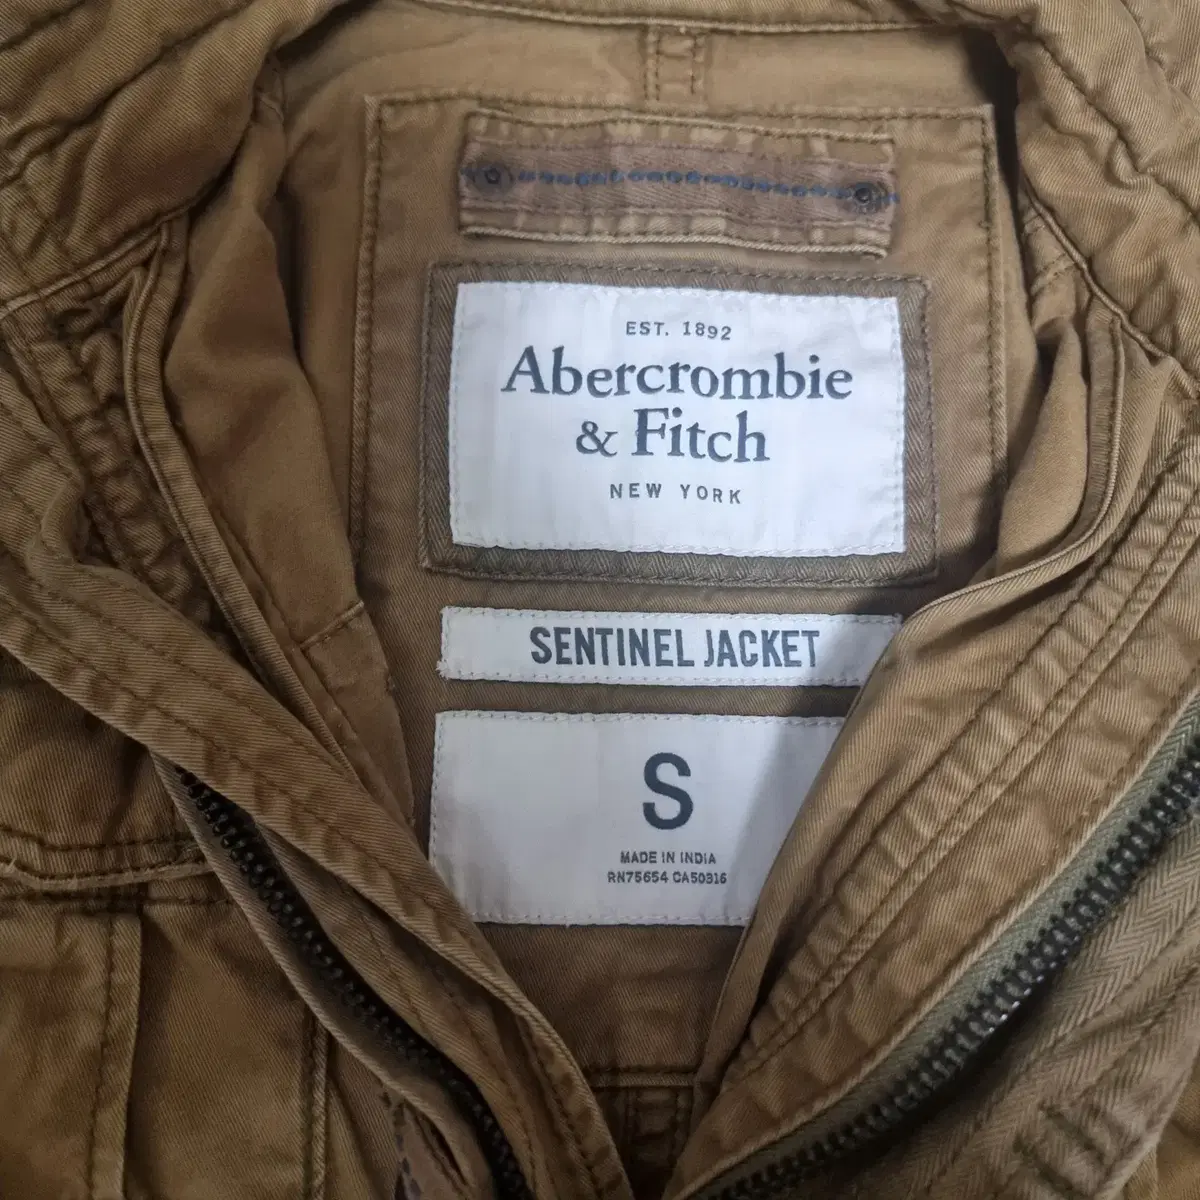 EST. 1892
Abercrombie
& Fitch
NEW YORK
SENTINEL JACKET
S
MADE IN INDIA
RN75654 CA50316